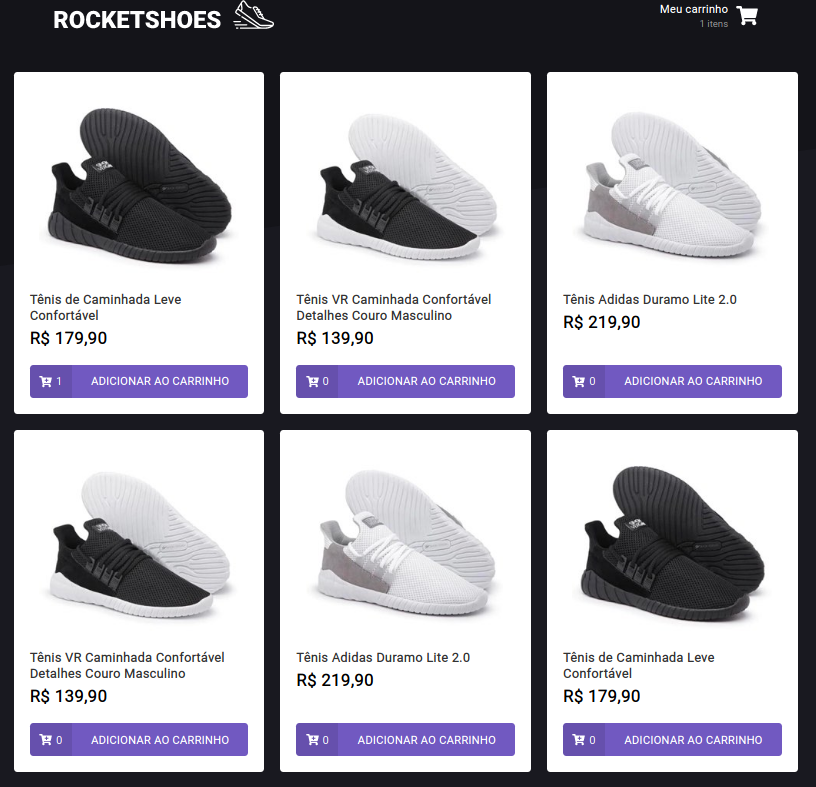 ROCKETSHOES
Meu carrinho
1 itens
Tênis de Caminhada Leve
Confortável
R$ 179,90
1 ADICIONAR AO CARRINHO
Tênis VR Caminhada Confortável
Detalhes Couro Masculino
R$ 139,90
0 ADICIONAR AO CARRINHO
Tênis Adidas Duramo Lite 2.0
R$ 219,90
0 ADICIONAR AO CARRINHO
Tênis VR Caminhada Confortável
Detalhes Couro Masculino
R$ 139,90
0 ADICIONAR AO CARRINHO
Tênis Adidas Duramo Lite 2.0
R$ 219,90
0 ADICIONAR AO CARRINHO
Tênis de Caminhada Leve
Confortável
R$ 179,90
0 ADICIONAR AO CARRINHO